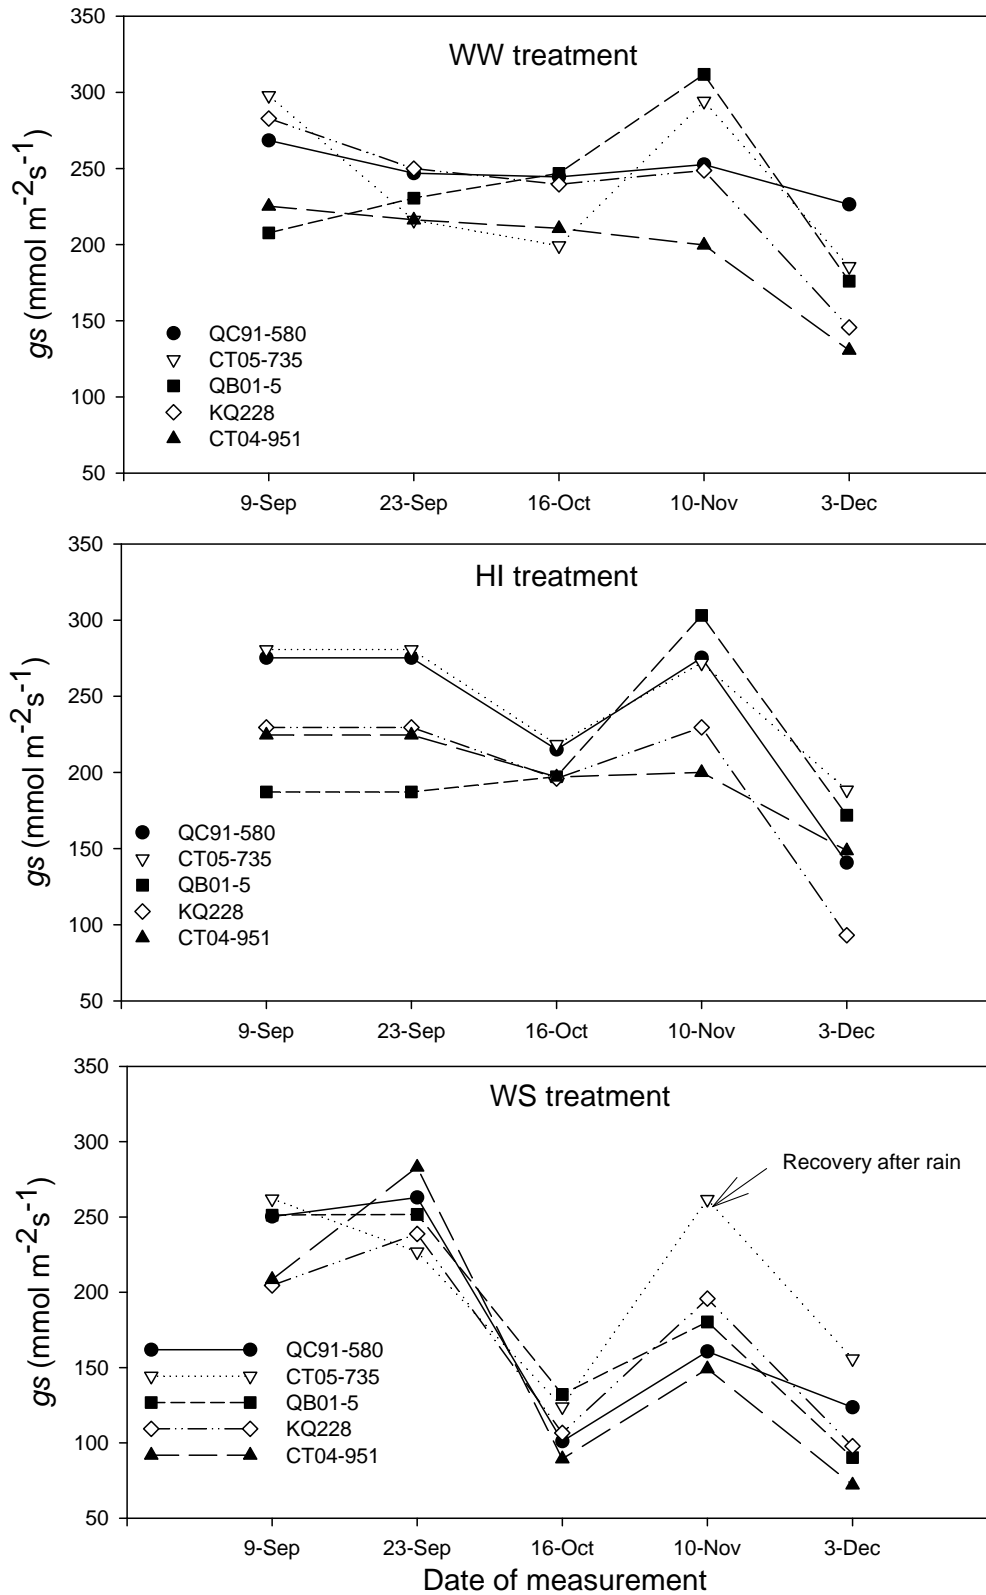 WW treatment
gs (mmol m-2s-1)
350
300
250
200
150
100
50
QC91-580
CT05-735
QB01-5
KQ228
CT04-951
9-Sep 23-Sep 16-Oct 10-Nov 3-Dec
HI treatment
gs (mmol m-2s-1)
350
300
250
200
150
100
50
QC91-580
CT05-735
QB01-5
KQ228
CT04-951
9-Sep 23-Sep 16-Oct 10-Nov 3-Dec
WS treatment
Recovery after rain
gs (mmol m-2s-1)
350
300
250
200
150
100
50
QC91-580
CT05-735
QB01-5
KQ228
CT04-951
9-Sep 23-Sep 16-Oct 10-Nov 3-Dec
Date of measurement